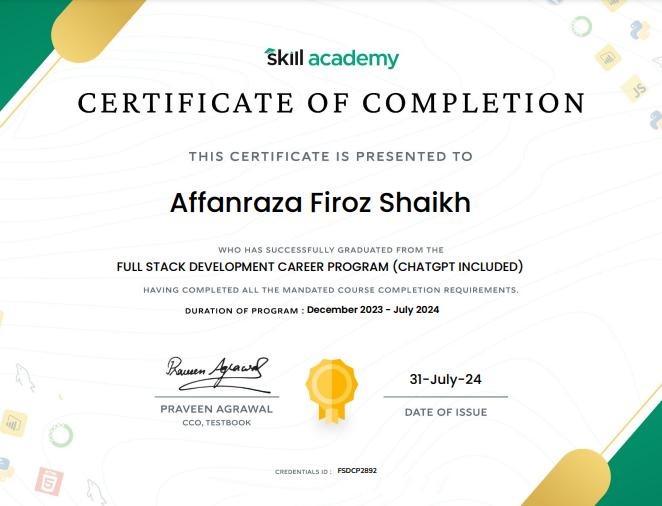 skill academy
CERTIFICATE OF COMPLETION
THIS CERTIFICATE IS PRESENTED TO
Affanraza Firoz Shaikh
WHO HAS SUCCESSFULLY GRADUATED FROM THE
FULL STACK DEVELOPMENT CAREER PROGRAM (CHATGPT INCLUDED)
HAVING COMPLETED ALL THE MANDATED COURSE COMPLETION REQUIREMENTS.
DURATION OF PROGRAM : December 2023 - July 2024
Praveen Agrawal
31-July-24
PRAVEEN AGRAWAL
DATE OF ISSUE
CCO, TESTBOOK
CREDENTIALS ID : FSDCP2892
JS